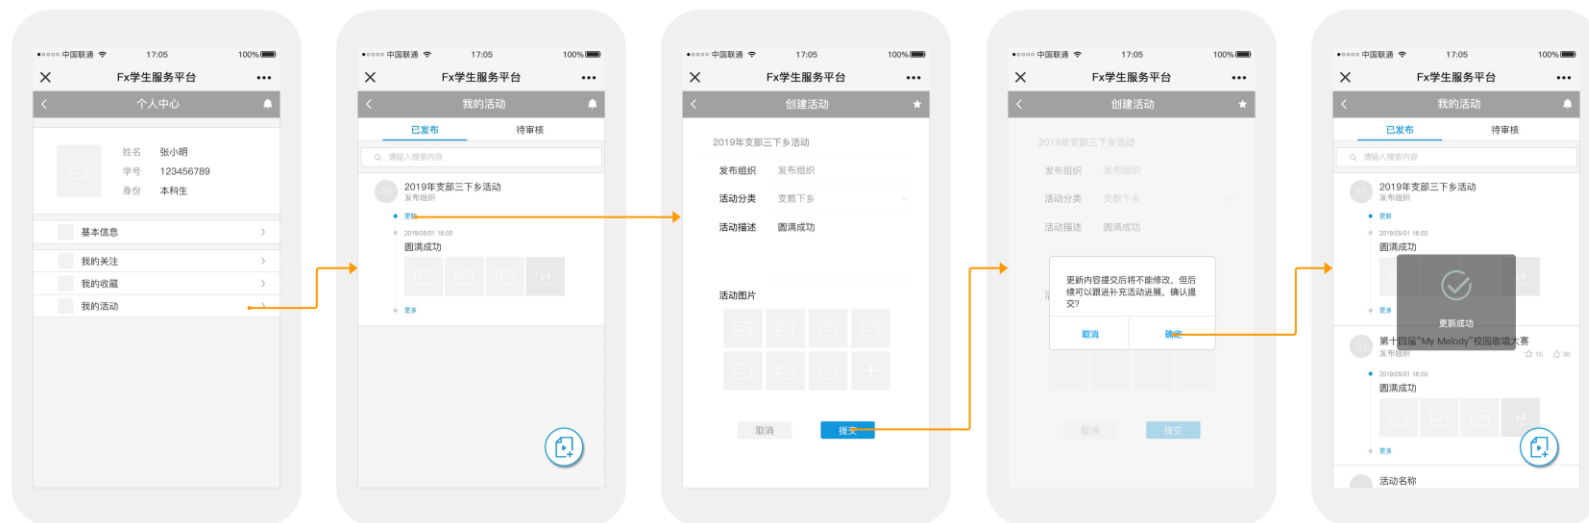 中国联通 17:05 100%
Fx学生服务平台
个人中心
姓名 张小明
学号 123456789
身份 本科生
基本信息
我的关注
我的收藏
我的活动
中国联通 17:05 100%
Fx学生服务平台
我的活动
已发布 待审核
请输入搜索内容
2019年支部三下乡活动
发布组织
更新
2019/05/01 16:00
圆满成功
+4
更多
中国联通 17:05 100%
Fx学生服务平台
创建活动
2019年支部三下乡活动
发布组织 发布组织
活动分类 支教下乡
活动描述 圆满成功
活动图片
取消 提交
中国联通 17:05 100%
Fx学生服务平台
创建活动
2019年支部三下乡活动
发布组织 发布组织
活动分类 支教下乡
活动描述 圆满成功
更新内容提交后将不能修改，但后
续可以跟进补充活动进展，确认提
交？
取消 确定
取消 提交
中国联通 17:05 100%
Fx学生服务平台
我的活动
已发布 待审核
请输入搜索内容
2019年支部三下乡活动
发布组织
更新
2019/05/01 16:00
圆满成功
更多
更新成功
第十四届“My Melody”校园歌唱大赛
发布组织 15 36
2019/05/01 16:00
圆满成功
+4
更多
活动名称